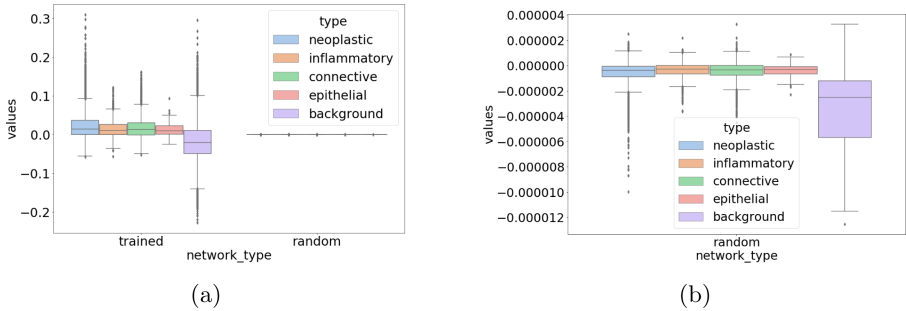 0.3
0.2
0.1
0.0
−0.1
−0.2
values
type
neoplastic
inflammatory
connective
epithelial
background
trained
random
network_type
(a)
0.000004
0.000002
0.000000
−0.000002
−0.000004
−0.000006
−0.000008
−0.000010
−0.000012
values
type
neoplastic
inflammatory
connective
epithelial
background
random
network_type
(b)